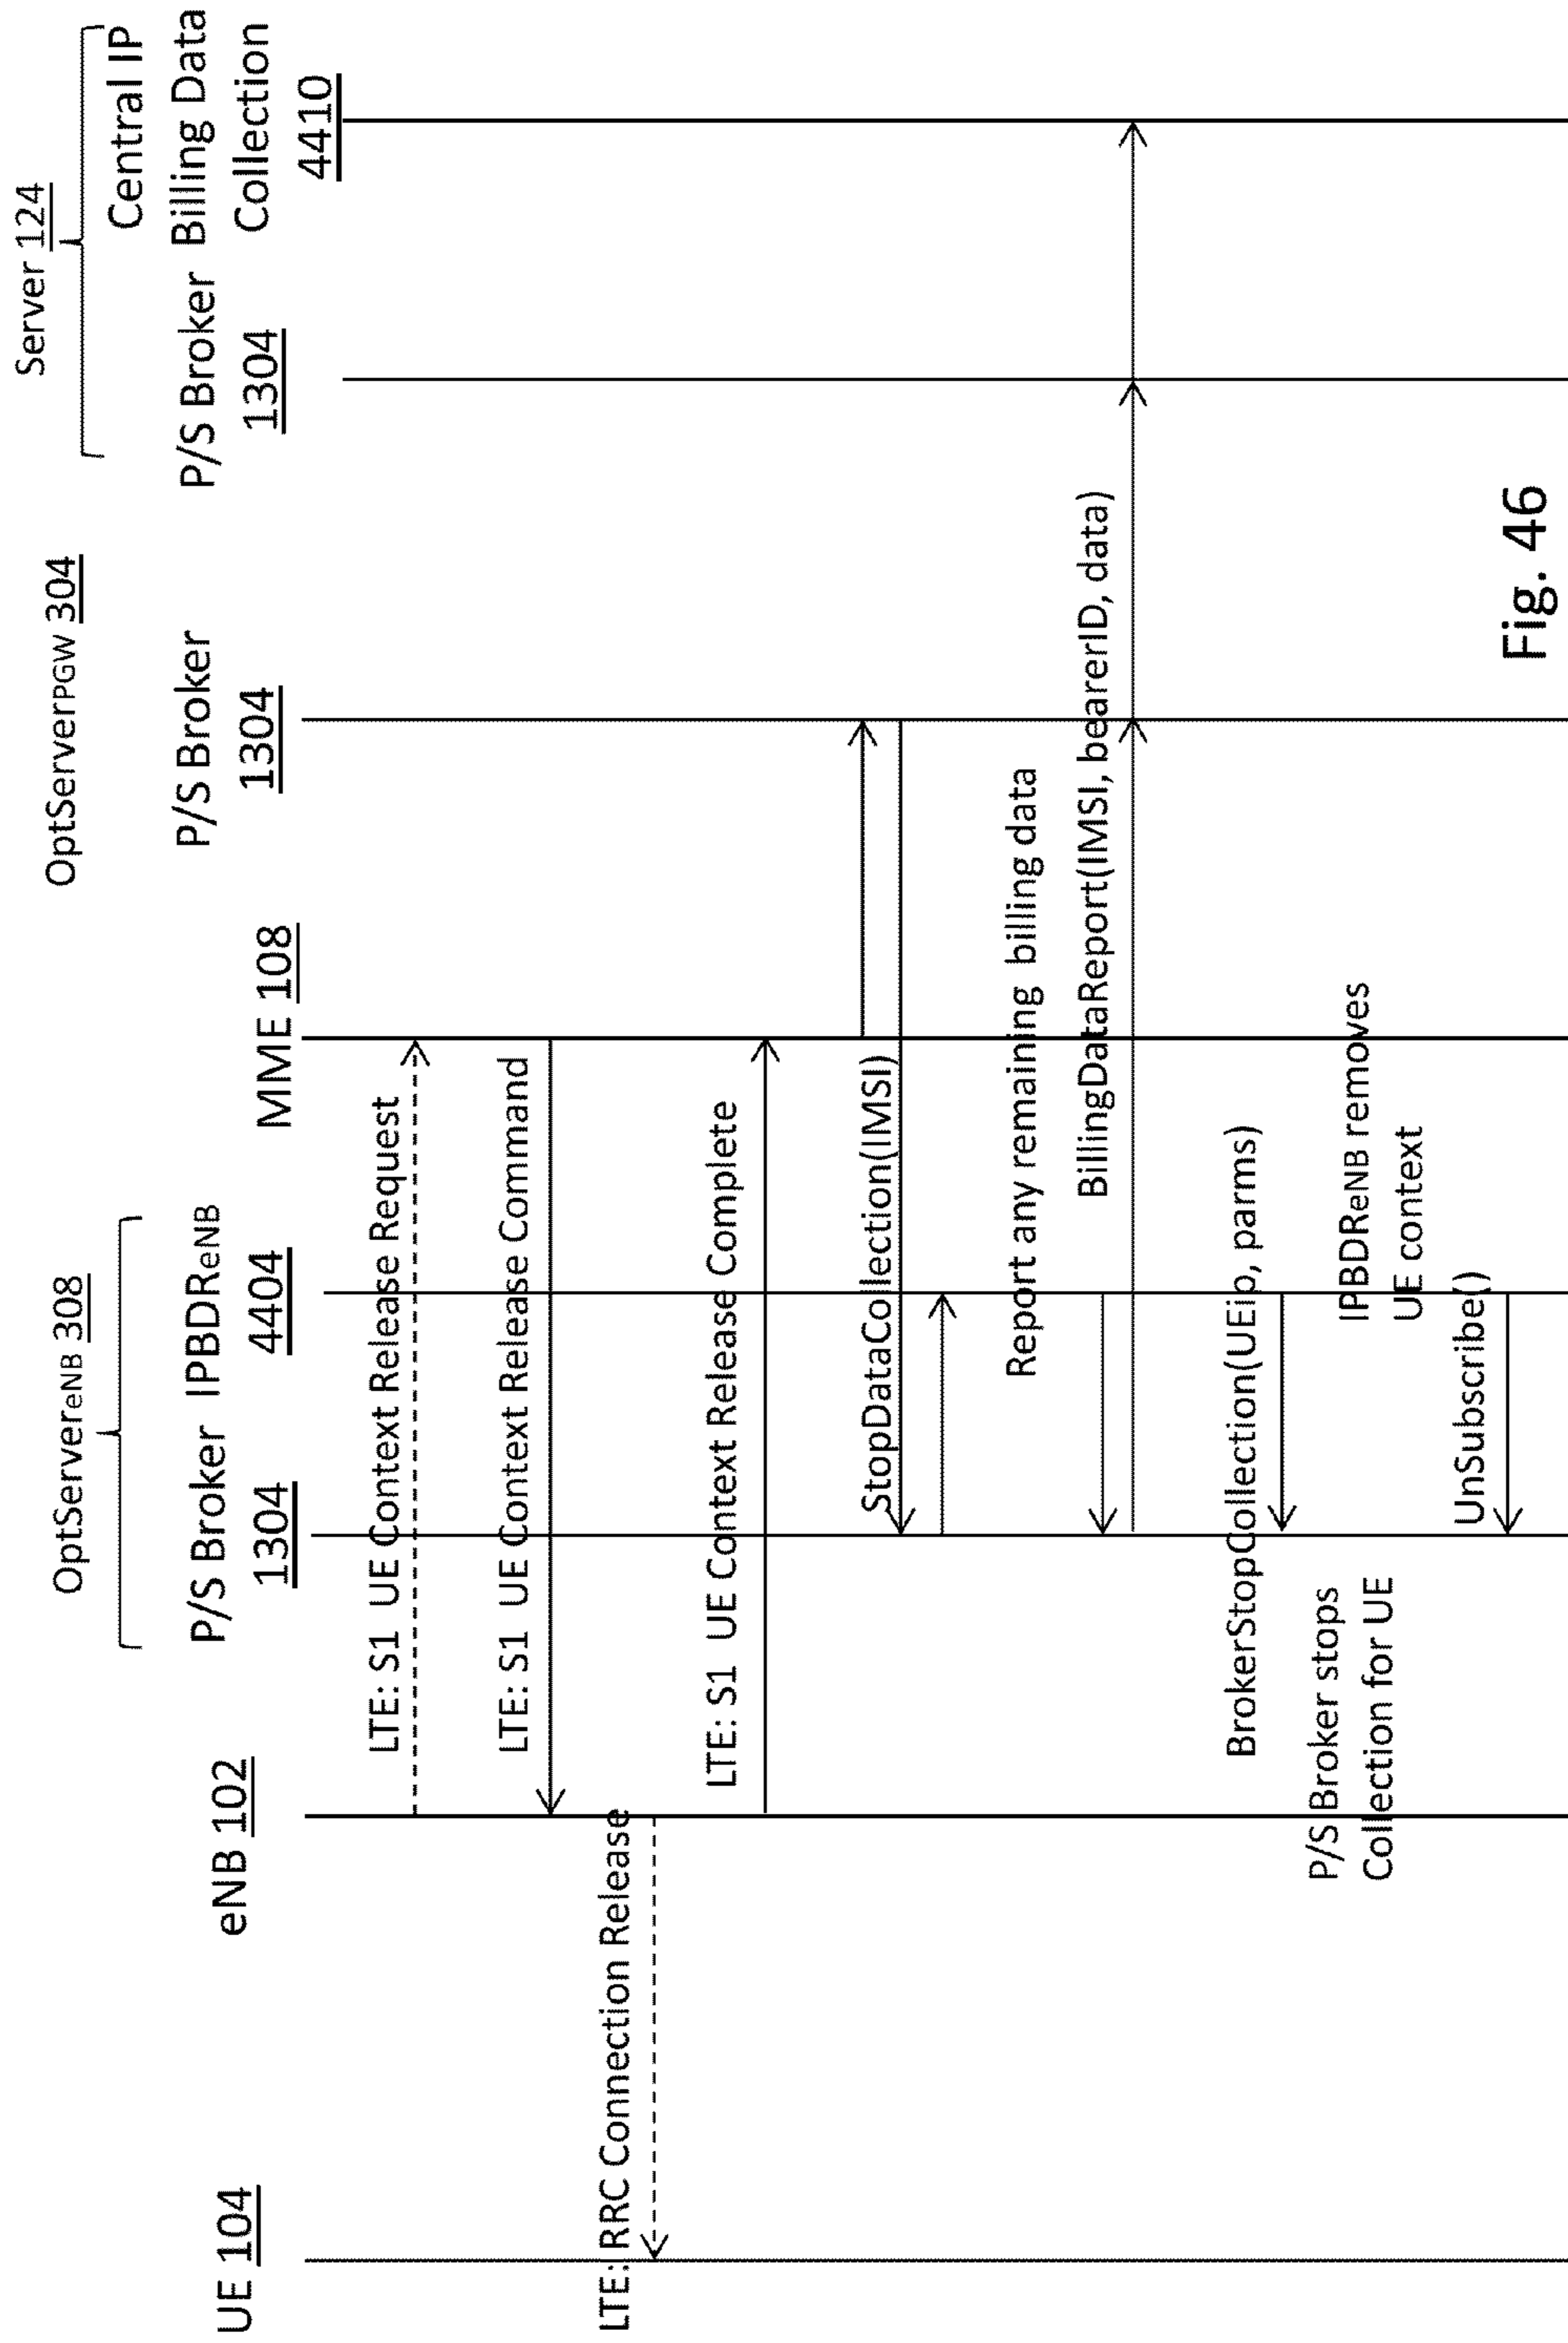 OptServereNB 308
OptServerPGW 304
Server 124
UE 104
eNB 102
P/S Broker
1304
IPBDReNB
4404
MME 108
P/S Broker
1304
P/S Broker
1304
Central IP
Billing Data
Collection
4410
LTE: S1 UE Context Release Request
LTE: S1 UE Context Release Command
LTE: RRC Connection Release
LTE: S1 UE Context Release Complete
StopDataCollection(IMSI)
Report any remaining billing data
BillingDataReport(IMSI, bearerID, data)
BrokerStopCollection(UEip, parms)
P/S Broker stops
Collection for UE
IPBDReNB removes
UE context
UnSubscribe()
Fig. 46